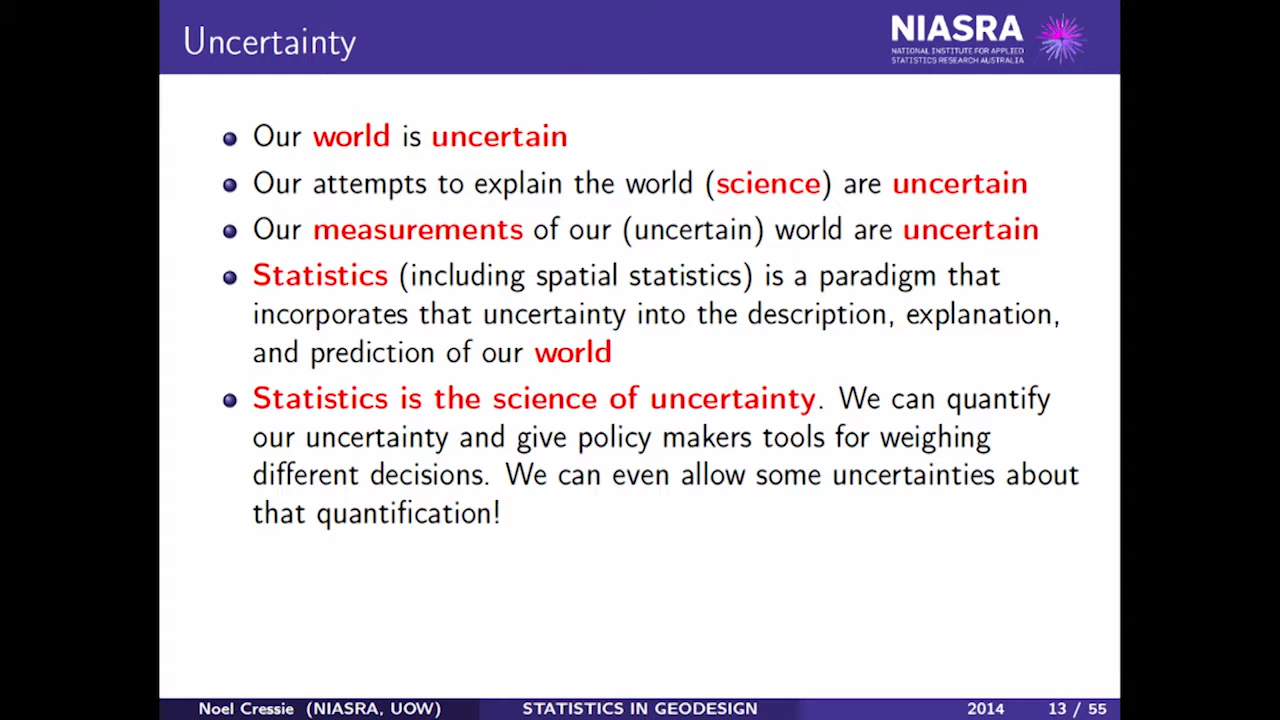 Uncertainty
NIASRA
NATIONAL INSTITUTE FOR APPLIED
STATISTICS RESEARCH AUSTRALIA
Our world is uncertain
Our attempts to explain the world (science) are uncertain
Our measurements of our (uncertain) world are uncertain
Statistics (including spatial statistics) is a paradigm that
incorporates that uncertainty into the description, explanation,
and prediction of our world
Statistics is the science of uncertainty. We can quantify
our uncertainty and give policy makers tools for weighing
different decisions. We can even allow some uncertainties about
that quantification!
Noel Cressie (NIASRA, UOW) STATISTICS IN GEODESIGN 2014 13 / 55